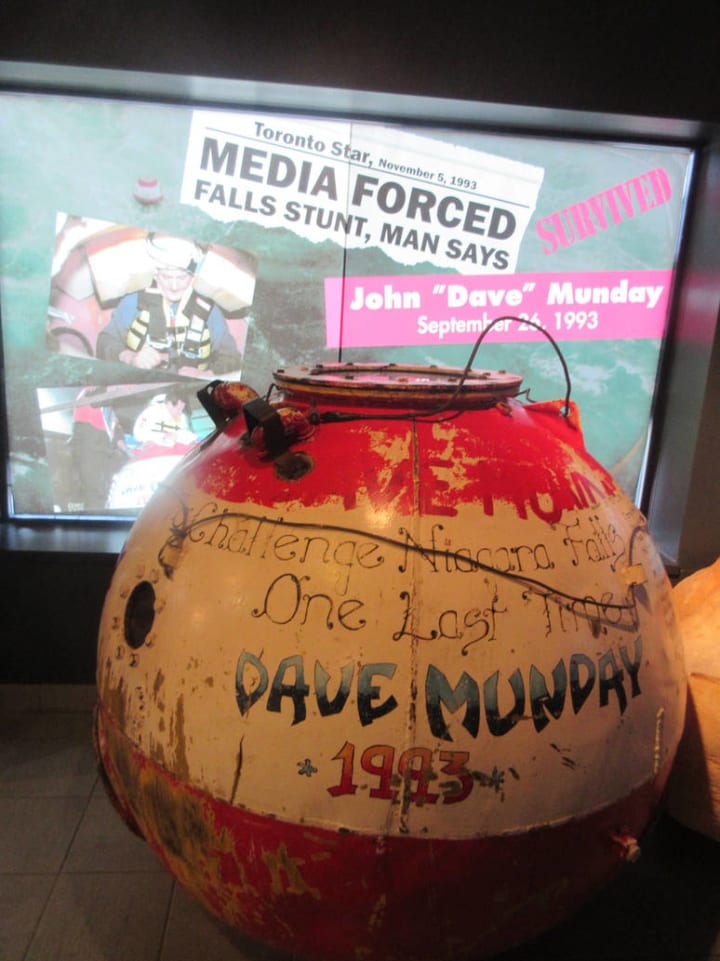 Toronto Star, November 5, 1993
MEDIA FORCED
FALLS STUNT, MAN SAYS
SURVIVED
John "Dave" Munday
September 26, 1993
Challenge Niagara Falls
One Last Time
DAVE MUNDAY
* 1993 *